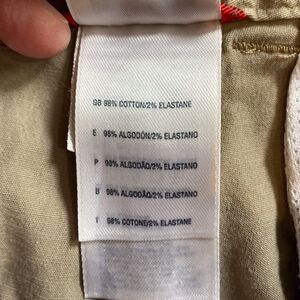 GB 98% COTTON/2% ELASTANE
E 98% ALGODÓN/2% ELASTANO
P 98% ALGODÃO/2% ELASTANO
B 98% ALGODÃO/2% ELASTANO
I 98% COTONE/2% ELASTANE